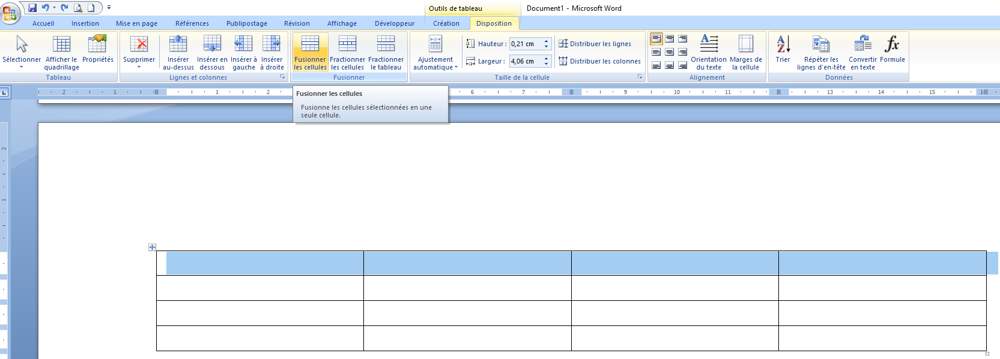 Outils de tableau
Document1 - Microsoft Word
Accueil Insertion Mise en page Références Publipostage Révision Affichage Développeur Création Disposition
Sélectionner
Afficher le
quadrillage
Propriétés
Tableau
Supprimer
Insérer
au-dessus
Insérer en
dessous
Insérer à
gauche
Insérer
à droite
Lignes et colonnes
Fusionner
les cellules
Fractionner
les cellules
Fractionner
le tableau
Fusionner
Ajustement
automatique
Hauteur : 0,21 cm
Largeur : 4,06 cm
Distribuer les lignes
Distribuer les colonnes
Taille de la cellule
Orientation
du texte
Marges de
la cellule
Alignement
A
Z
Trier
Répéter les
lignes d'en-tête
Convertir
en texte
fx
Formule
Données
L
2 1 1 2 6 7 9 10 11 13 14 15
Fusionner les cellules
Fusionne les cellules sélectionnées en une
seule cellule.
2
1